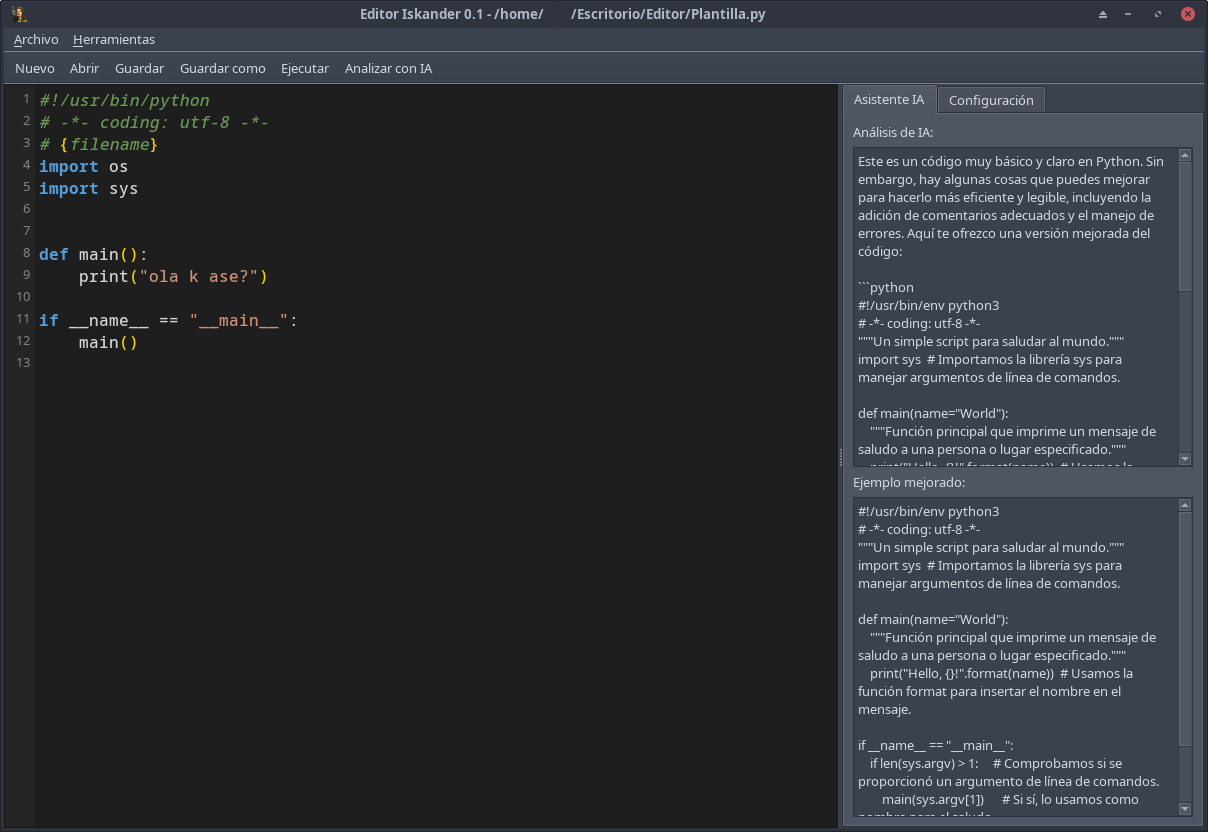 Editor Iskander 0.1 - /home/ /Escritorio/Editor/Plantilla.py
Archivo Herramientas
Nuevo Abrir Guardar Guardar como Ejecutar Analizar con IA
1 #!/usr/bin/python
2 # -*- coding: utf-8 -*-
3 # {filename}
4 import os
5 import sys
6
7
8 def main():
9     print("ola k ase?")
10
11 if __name__ == "__main__":
12     main()
13
Asistente IA Configuración
Análisis de IA:
Este es un código muy básico y claro en Python. Sin
embargo, hay algunas cosas que puedes mejorar
para hacerlo más eficiente y legible, incluyendo la
adición de comentarios adecuados y el manejo de
errores. Aquí te ofrezco una versión mejorada del
código:
```python
#!/usr/bin/env python3
# -*- coding: utf-8 -*-
"""Un simple script para saludar al mundo."""
import sys  # Importamos la librería sys para
manejar argumentos de línea de comandos.
def main(name="World"):
    """Función principal que imprime un mensaje de
saludo a una persona o lugar especificado."""
    print("Hello, {}!".format(name))  # Usamos la
Ejemplo mejorado:
#!/usr/bin/env python3
# -*- coding: utf-8 -*-
"""Un simple script para saludar al mundo."""
import sys  # Importamos la librería sys para
manejar argumentos de línea de comandos.
def main(name="World"):
    """Función principal que imprime un mensaje de
saludo a una persona o lugar especificado."""
    print("Hello, {}!".format(name))  # Usamos la
función format para insertar el nombre en el
mensaje.
if __name__ == "__main__":
    if len(sys.argv) > 1:     # Comprobamos si se
proporcionó un argumento de línea de comandos.
        main(sys.argv[1])      # Si sí, lo usamos como
nombre para el saludo